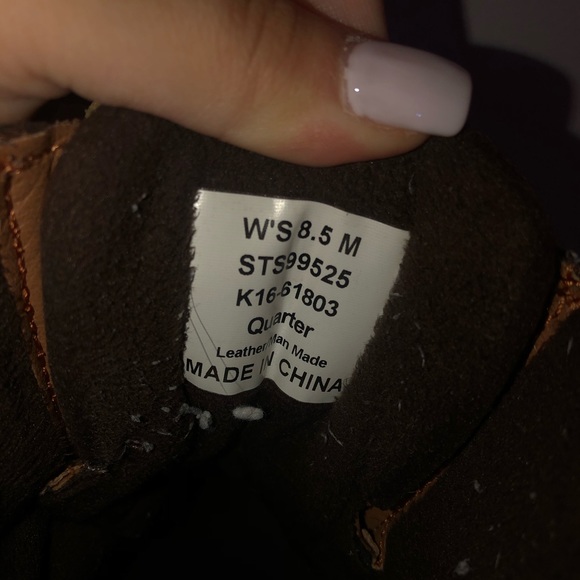 W'S 8.5 M
STS99525
K16-61803
Quarter
Leather/Man Made
MADE IN CHINA